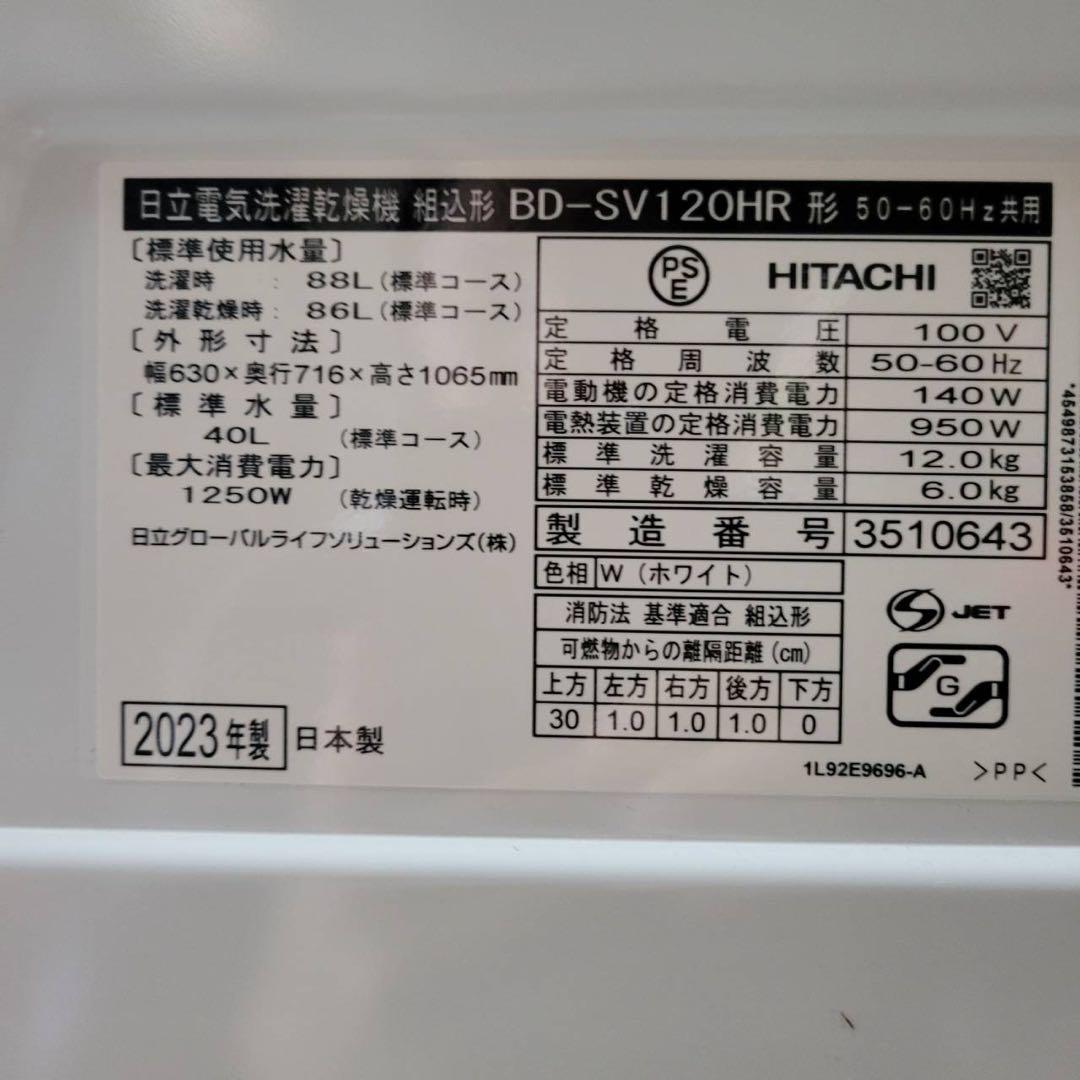 日立電気洗濯乾燥機 組込形 BD-SV120HR 形 50-60Hz共用
〔標準使用水量〕
洗濯時 : 88L(標準コース)
洗濯乾燥時: 86L(標準コース)
〔外形寸法〕
幅630×奥行716×高さ1065mm
〔標準水量〕
40L (標準コース)
〔最大消費電力〕
1250W (乾燥運転時)
日立グローバルライフソリューションズ(株)
2023年製 日本製
PSE HITACHI
定格電圧 100V
定格周波数 50-60Hz
電動機の定格消費電力 140W
電熱装置の定格消費電力 950W
標準洗濯容量 12.0kg
標準乾燥容量 6.0kg
製造番号 3510643
色相 W(ホワイト)
消防法 基準適合 組込形
可燃物からの離隔距離(cm)
上方 左方 右方 後方 下方
30 1.0 1.0 1.0 0
S JET
G
1L92E9696-A >PP<
*4549873153858/3510643*